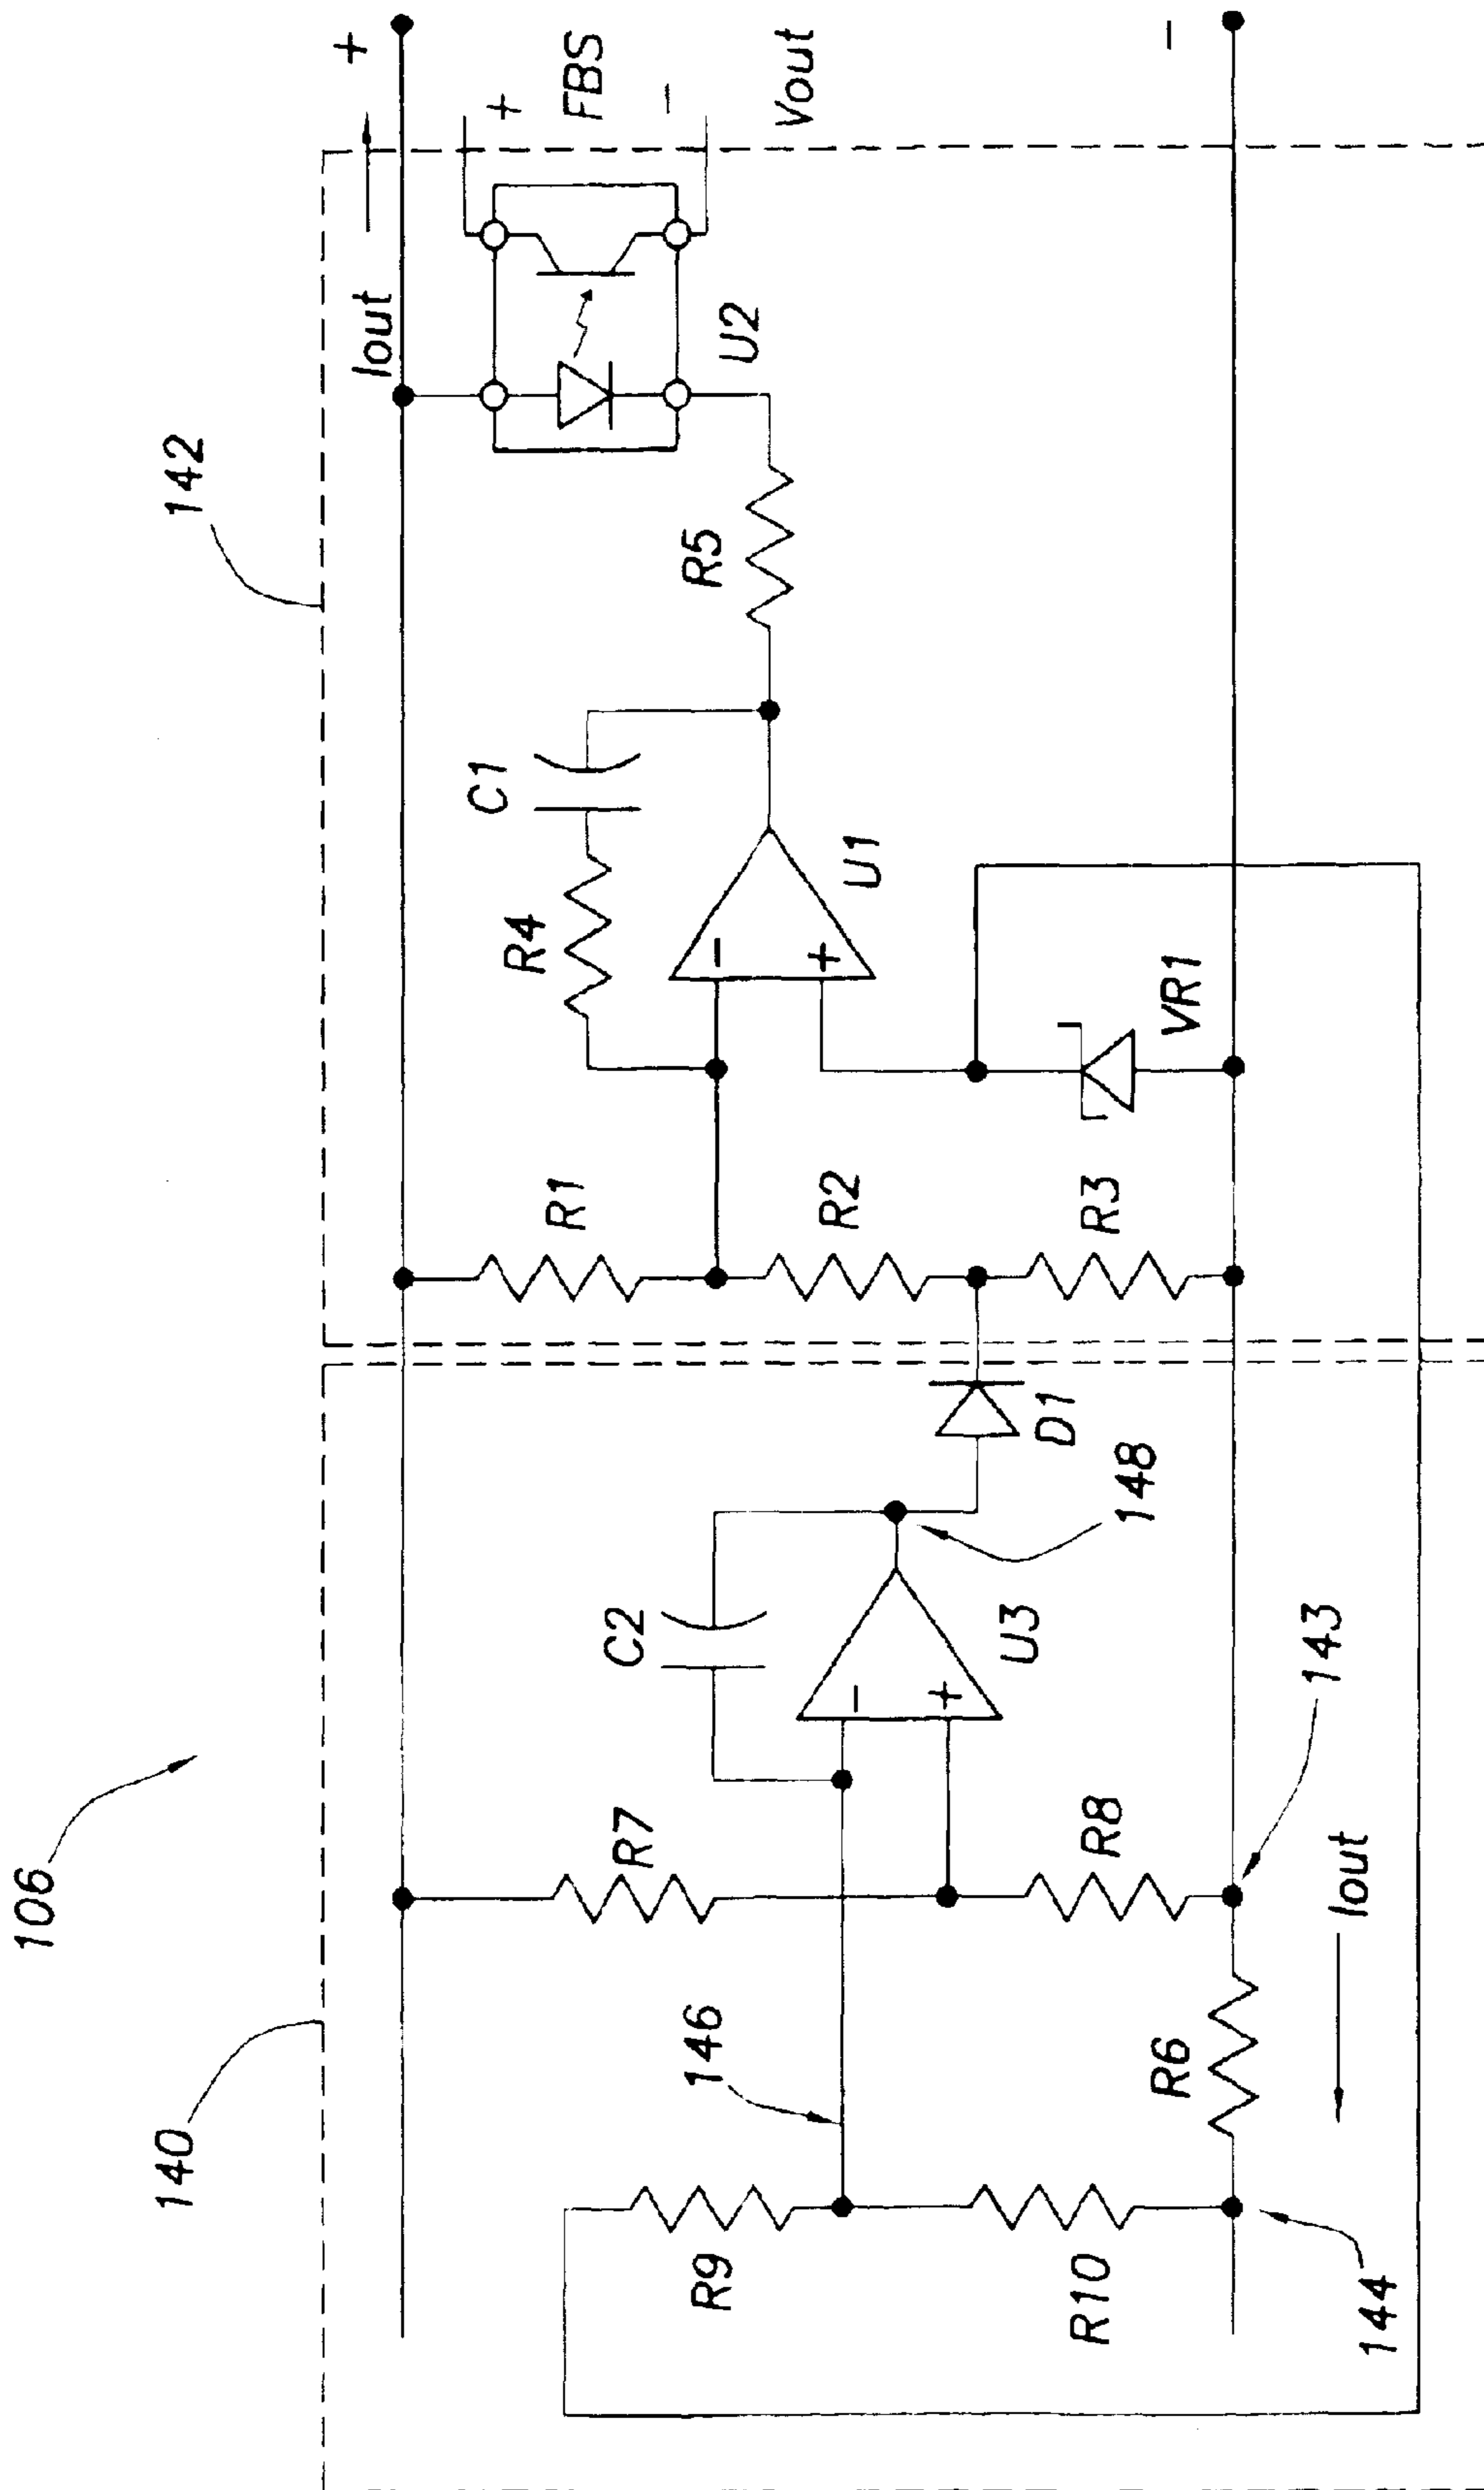 106
140
142
Iout
+
+
FBS
−
Vout
−
U2
R5
C1
R4
U1
VR1
−
+
R1
R2
R3
D1
148
C2
U3
−
+
143
R7
R8
Iout
146
R6
R9
R10
144